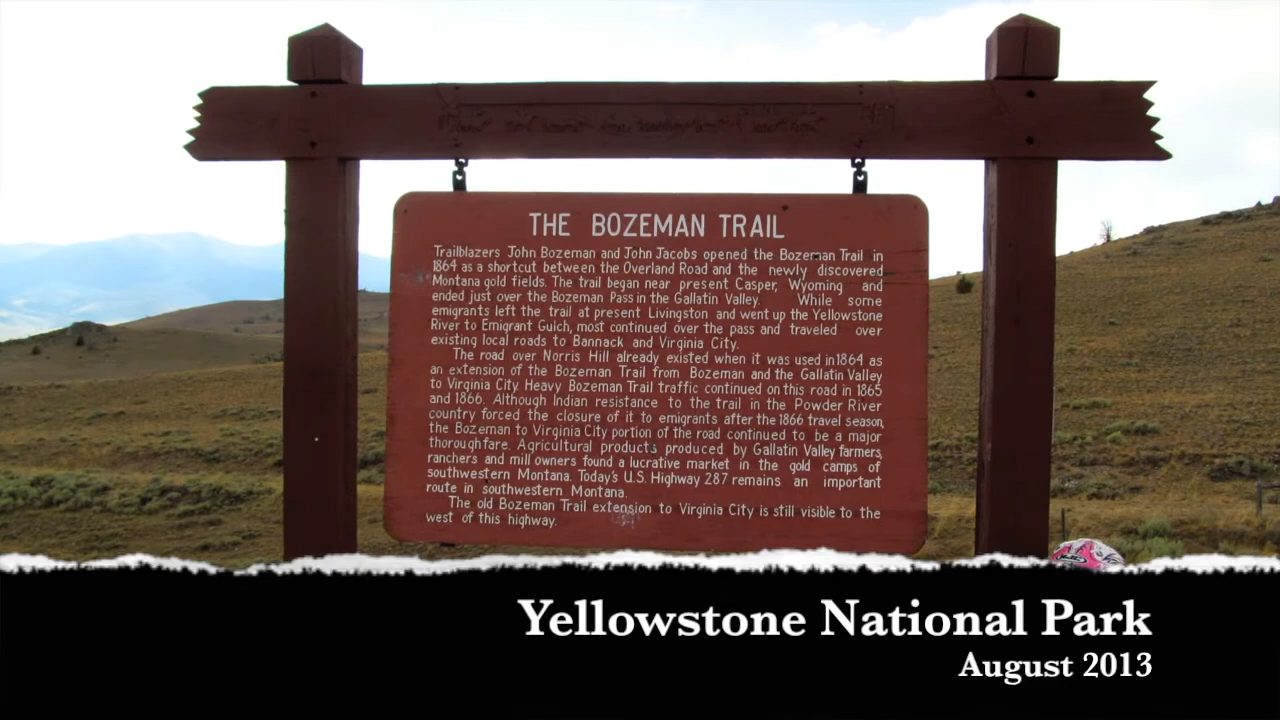 THE BOZEMAN TRAIL
Trailblazers John Bozeman and John Jacobs opened the Bozeman Trail in
1864 as a shortcut between the Overland Road and the newly discovered
Montana gold fields. The trail began near present Casper, Wyoming and
ended just over the Bozeman Pass in the Gallatin Valley. While some
emigrants left the trail at present Livingston and went up the Yellowstone
River to Emigrant Gulch, most continued over the pass and traveled over
existing local roads to Bannack and Virginia City.
The road over Norris Hill already existed when it was used in 1864 as
an extension of the Bozeman Trail from Bozeman and the Gallatin Valley
to Virginia City. Heavy Bozeman Trail traffic continued on this road in 1865
and 1866. Although Indian resistance to the trail in the Powder River
country forced the closure of it to emigrants after the 1866 travel season,
the Bozeman to Virginia City portion of the road continued to be a major
thoroughfare. Agricultural products produced by Gallatin Valley farmers,
ranchers and mill owners found a lucrative market in the gold camps of
southwestern Montana. Today's U.S. Highway 287 remains an important
route in southwestern Montana.
The old Bozeman Trail extension to Virginia City is still visible to the
west of this highway.
Yellowstone National Park
August 2013